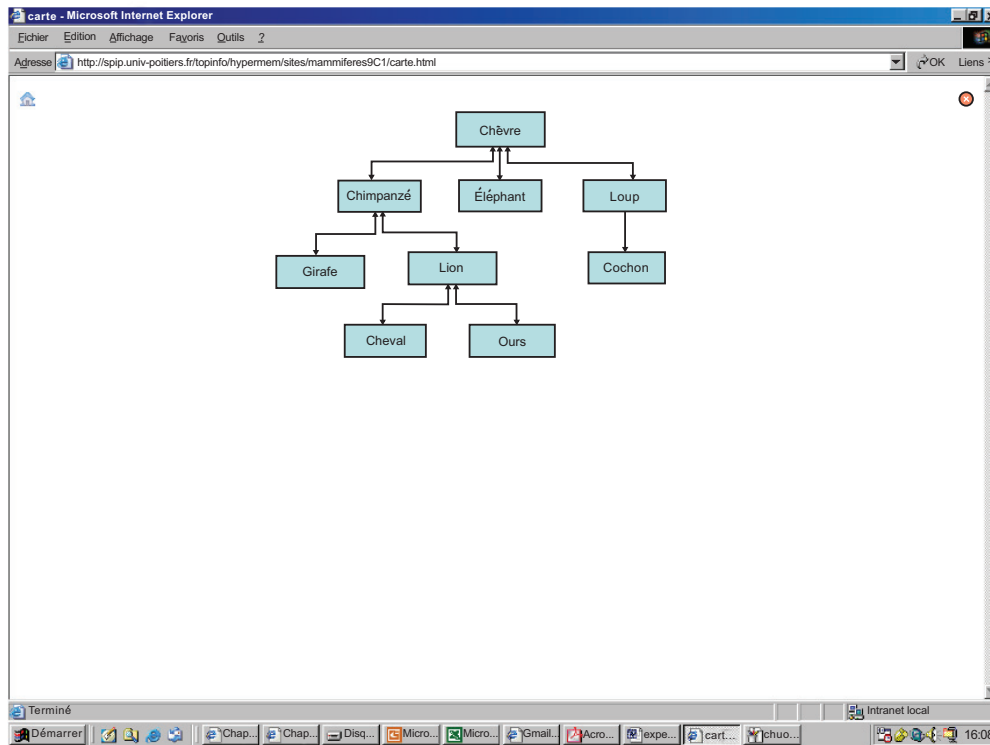 carte - Microsoft Internet Explorer
Fichier Edition Affichage Favoris Outils ?
Adresse http://spip.univ-poitiers.fr/topinfo/hypermem/sites/mammiferes9C1/carte.html OK Liens
Chèvre
Chimpanzé Éléphant Loup
Girafe Lion Cochon
Cheval Ours
Terminé Intranet local
Démarrer Chap... Chap... Disq... Micro... Micro... Gmail... Acro... expe... cart... chuo... 16:08